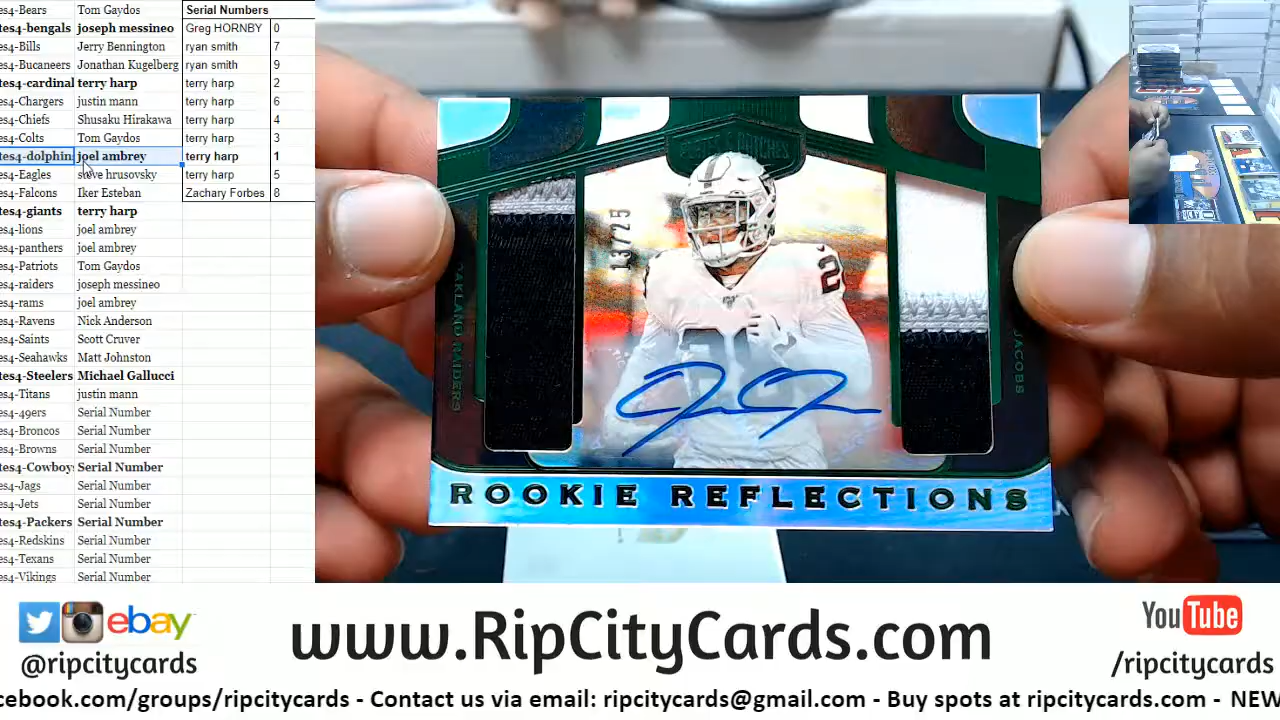 es4-Bears Tom Gaydos Serial Numbers
es4-bengals joseph messineo Greg HORNBY 0
es4-Bills Jerry Bennington ryan smith 7
es4-Bucaneers Jonathan Kugelberg ryan smith 9
tes4-cardinal terry harp terry harp 2
es4-Chargers justin mann terry harp 6
es4-Chiefs Shusaku Hirakawa terry harp 4
es4-Colts Tom Gaydos terry harp 3
tes4-dolphin joel ambrey terry harp 1
es4-Eagles steve hrusovsky terry harp 5
es4-Falcons Iker Esteban Zachary Forbes 8
tes4-giants terry harp
es4-lions joel ambrey
es4-panthers joel ambrey
es4-Patriots Tom Gaydos
es4-raiders joseph messineo
es4-rams joel ambrey
es4-Ravens Nick Anderson
es4-Saints Scott Cruver
es4-Seahawks Matt Johnston
tes4-Steelers Michael Gallucci
es4-Titans justin mann
es4-49ers Serial Number
es4-Broncos Serial Number
es4-Browns Serial Number
tes4-Cowboy Serial Number
es4-Jags Serial Number
es4-Jets Serial Number
tes4-Packers Serial Number
es4-Redskins Serial Number
es4-Texans Serial Number
es4-Vikings Serial Number
13/25
OAKLAND RAIDERS
JACOBS
2
ROOKIE REFLECTIONS
ebay
@ripcitycards
www.RipCityCards.com
YouTube
/ripcitycards
cebook.com/groups/ripcitycards - Contact us via email: ripcitycards@gmail.com - Buy spots at ripcitycards.com - NEW